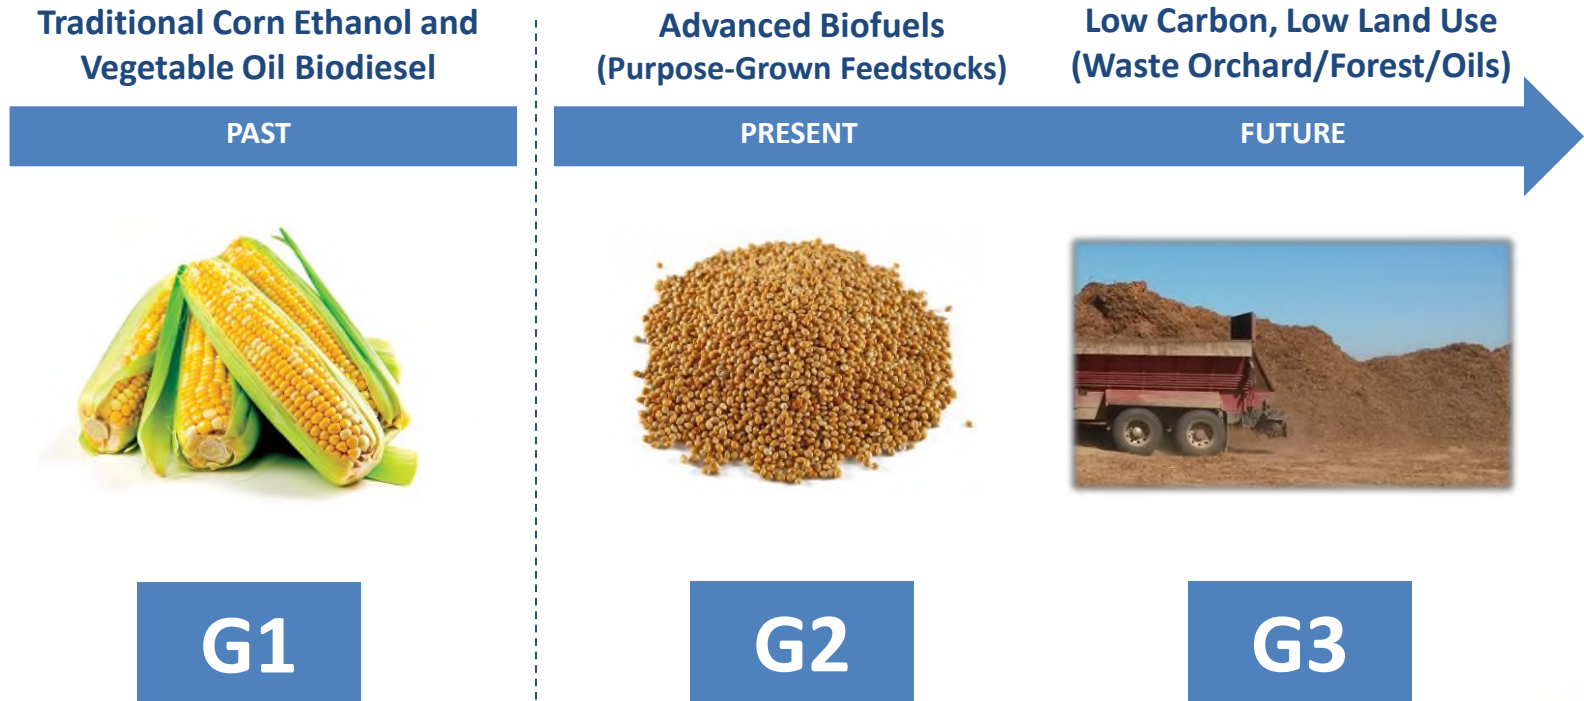 Traditional Corn Ethanol and
Vegetable Oil Biodiesel
Advanced Biofuels
(Purpose-Grown Feedstocks)
Low Carbon, Low Land Use
(Waste Orchard/Forest/Oils)
PAST
PRESENT
FUTURE
G1
G2
G3